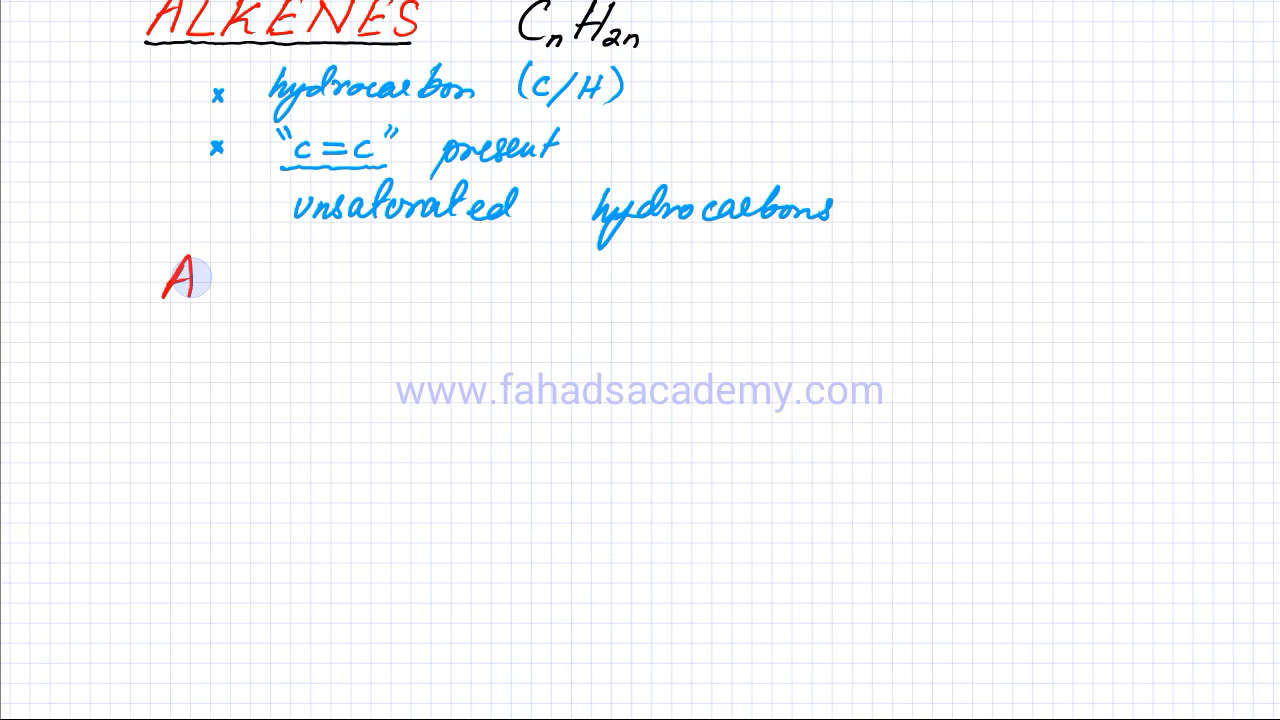 ALKENES CnH2n
x hydrocarbon (C/H)
x "C=C" present
unsaturated hydrocarbons
A
www.fahadsacademy.com